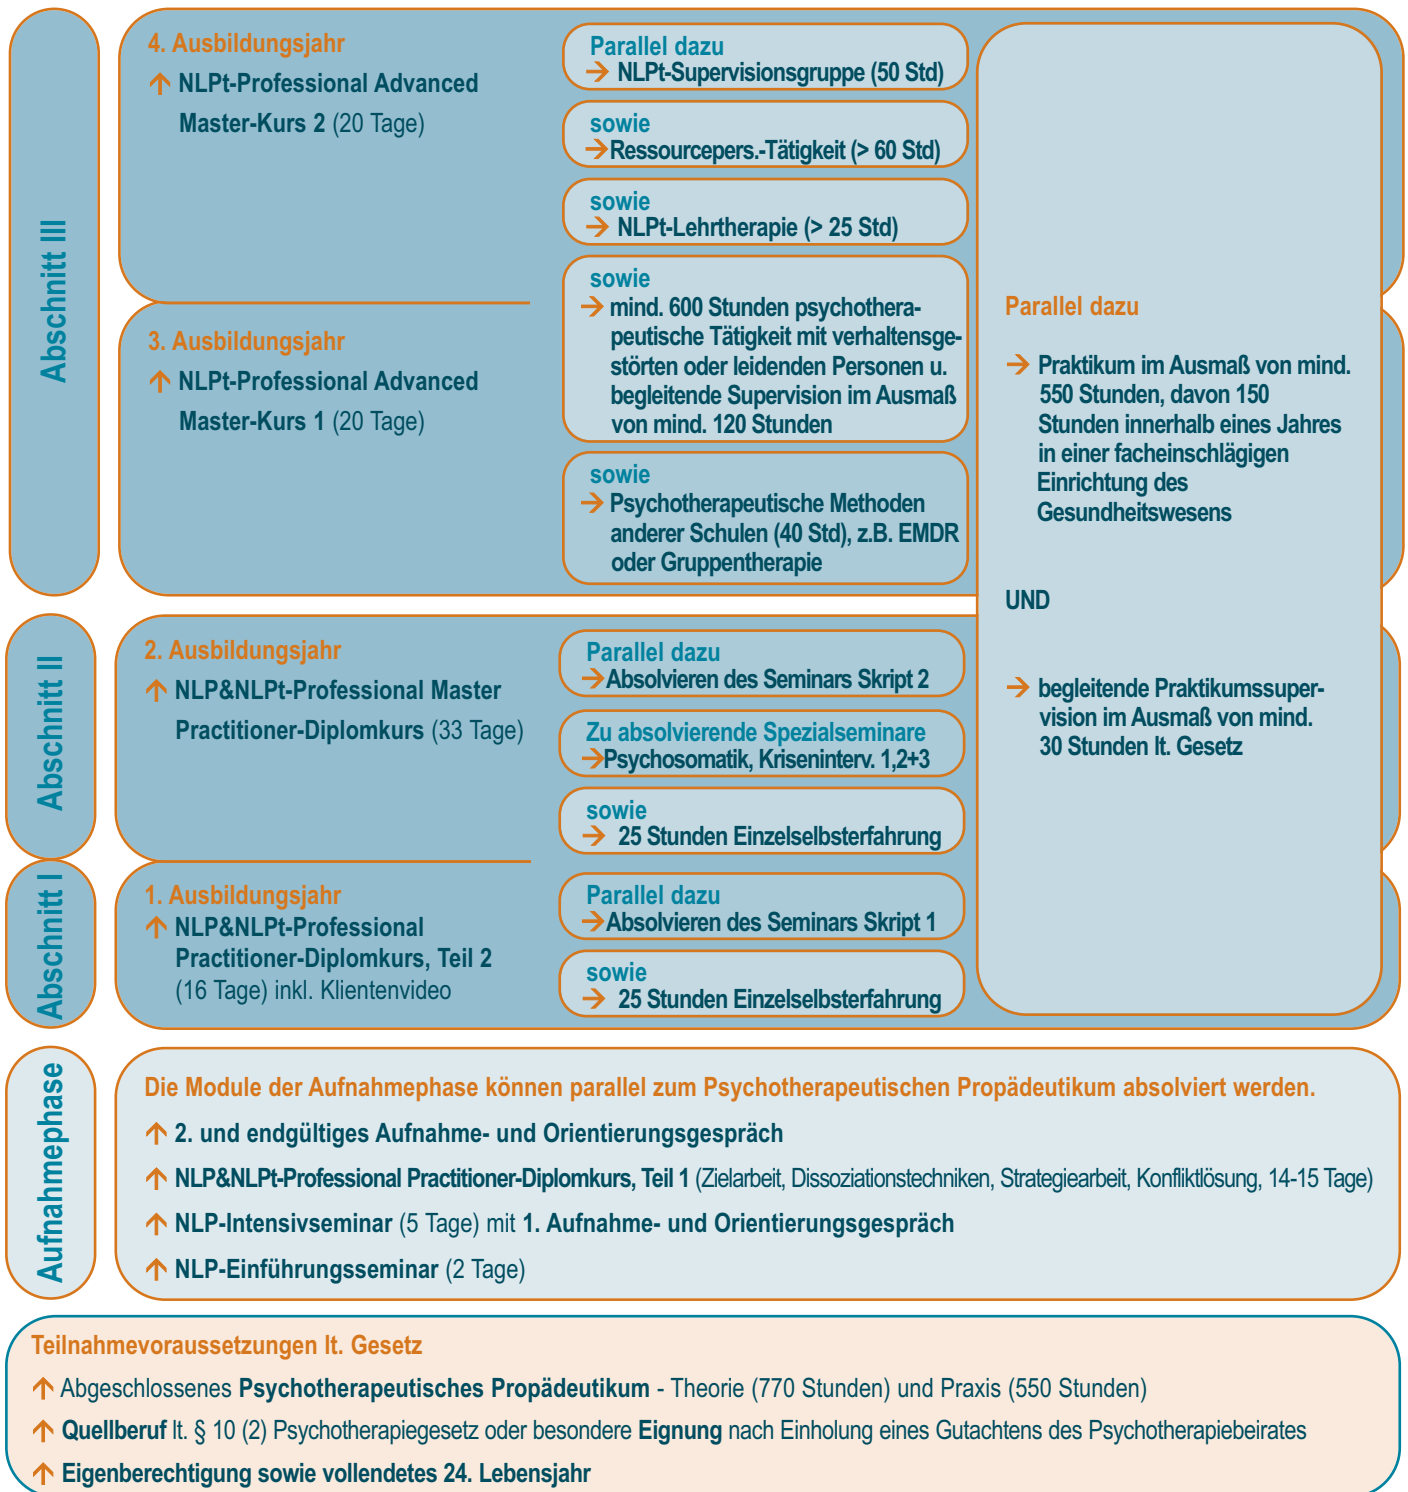 Abschnitt III
4. Ausbildungsjahr
↑ NLPt-Professional Advanced
Master-Kurs 2 (20 Tage)
3. Ausbildungsjahr
↑ NLPt-Professional Advanced
Master-Kurs 1 (20 Tage)
Parallel dazu
→ NLPt-Supervisionsgruppe (50 Std)
sowie
→ Ressourcepers.-Tätigkeit (> 60 Std)
sowie
→ NLPt-Lehrtherapie (> 25 Std)
sowie
→ mind. 600 Stunden psychothera-
peutische Tätigkeit mit verhaltensge-
störten oder leidenden Personen u.
begleitende Supervision im Ausmaß
von mind. 120 Stunden
sowie
→ Psychotherapeutische Methoden
anderer Schulen (40 Std), z.B. EMDR
oder Gruppentherapie
Parallel dazu
→ Praktikum im Ausmaß von mind.
550 Stunden, davon 150
Stunden innerhalb eines Jahres
in einer facheinschlägigen
Einrichtung des
Gesundheitswesens
UND
→ begleitende Praktikumssuper-
vision im Ausmaß von mind.
30 Stunden lt. Gesetz
Abschnitt II
2. Ausbildungsjahr
↑ NLP&NLPt-Professional Master
Practitioner-Diplomkurs (33 Tage)
Parallel dazu
→ Absolvieren des Seminars Skript 2
Zu absolvierende Spezialseminare
→ Psychosomatik, Kriseninterv. 1,2+3
sowie
→ 25 Stunden Einzelselbsterfahrung
Abschnitt I
1. Ausbildungsjahr
↑ NLP&NLPt-Professional
Practitioner-Diplomkurs, Teil 2
(16 Tage) inkl. Klientenvideo
Parallel dazu
→ Absolvieren des Seminars Skript 1
sowie
→ 25 Stunden Einzelselbsterfahrung
Aufnahmephase
Die Module der Aufnahmephase können parallel zum Psychotherapeutischen Propädeutikum absolviert werden.
↑ 2. und endgültiges Aufnahme- und Orientierungsgespräch
↑ NLP&NLPt-Professional Practitioner-Diplomkurs, Teil 1 (Zielarbeit, Dissoziationstechniken, Strategiearbeit, Konfliktlösung, 14-15 Tage)
↑ NLP-Intensivseminar (5 Tage) mit 1. Aufnahme- und Orientierungsgespräch
↑ NLP-Einführungsseminar (2 Tage)
Teilnahmevoraussetzungen lt. Gesetz
↑ Abgeschlossenes Psychotherapeutisches Propädeutikum - Theorie (770 Stunden) und Praxis (550 Stunden)
↑ Quellberuf lt. § 10 (2) Psychotherapiegesetz oder besondere Eignung nach Einholung eines Gutachtens des Psychotherapiebeirates
↑ Eigenberechtigung sowie vollendetes 24. Lebensjahr